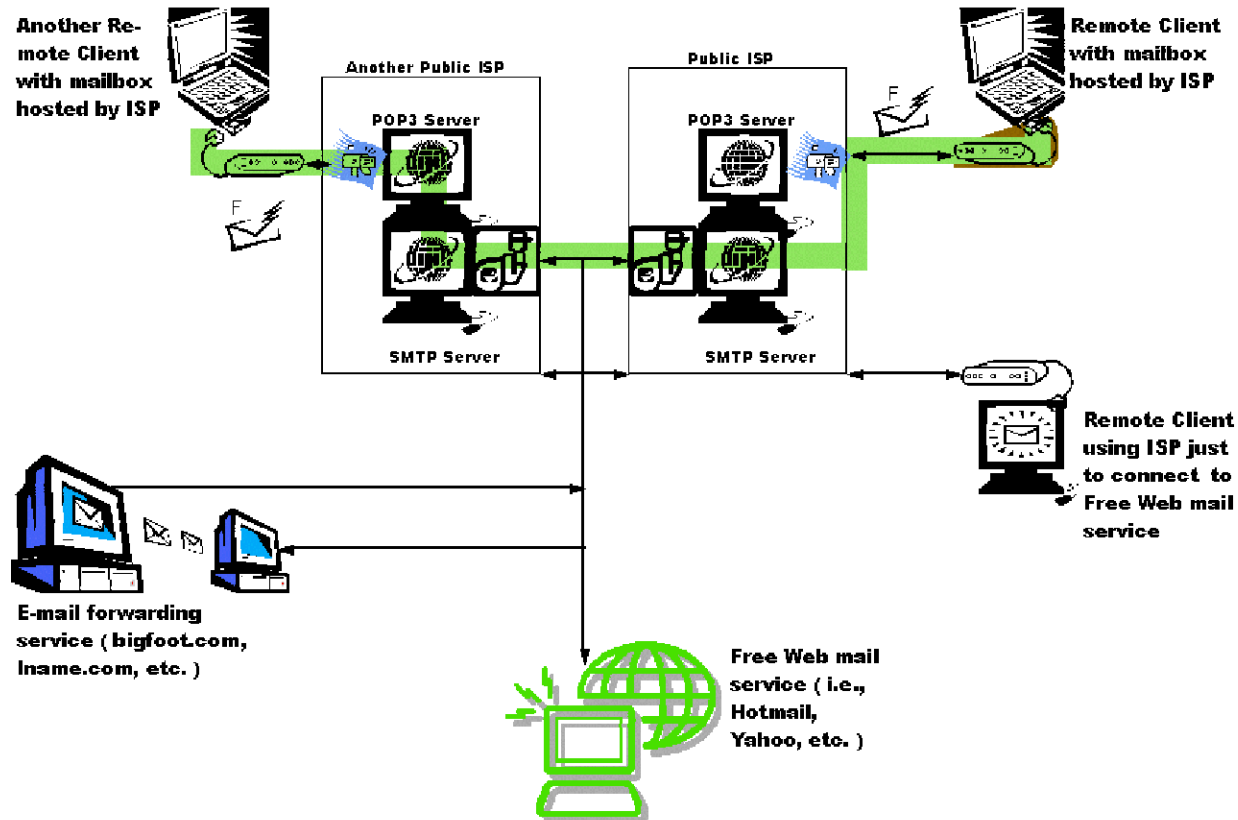 Another Re-
mote Client
with mailbox
hosted by ISP
Another Public ISP
POP3 Server
SMTP Server
Public ISP
POP3 Server
SMTP Server
F
F
Remote Client
with mailbox
hosted by ISP
Remote Client
using ISP just
to connect to
Free Web mail
service
E-mail forwarding
service ( bigfoot.com,
Iname.com, etc. )
Free Web mail
service ( i.e.,
Hotmail,
Yahoo, etc. )